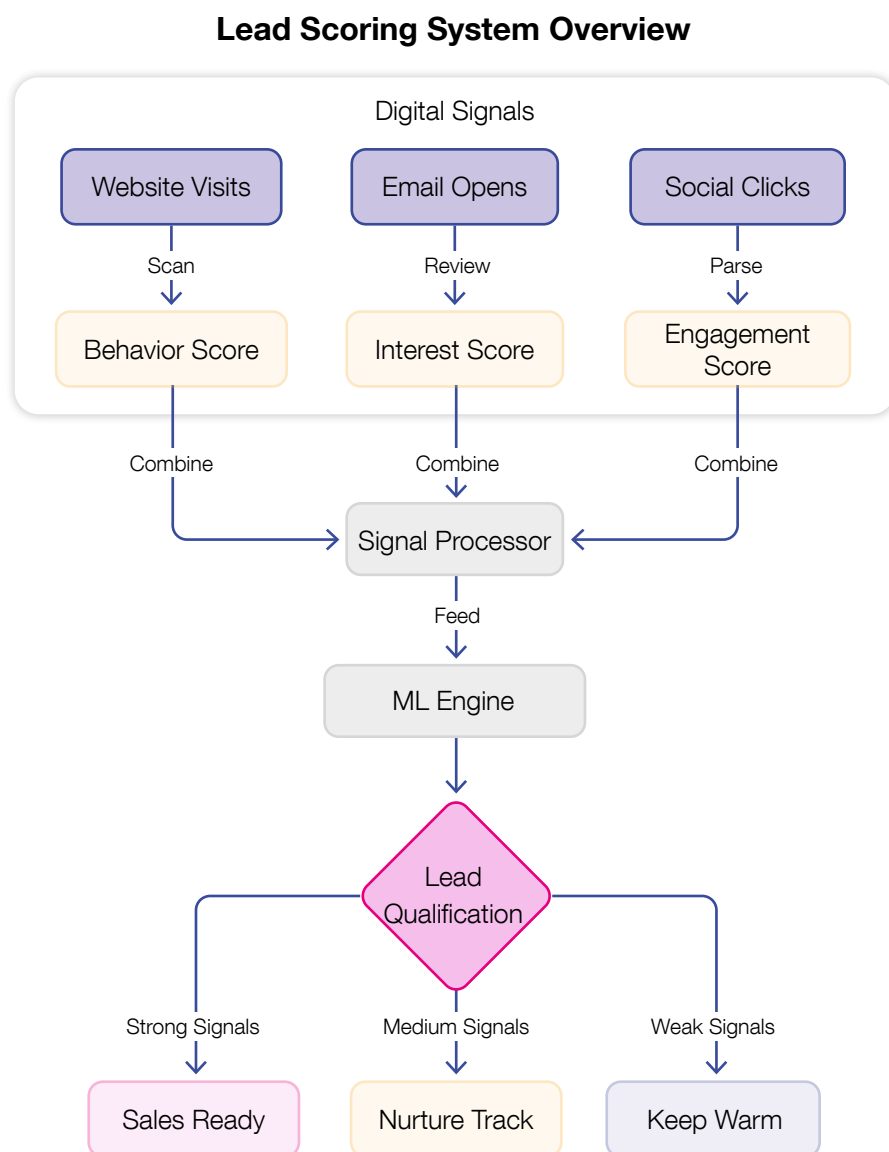 Lead Scoring System Overview
Digital Signals
Website Visits
Email Opens
Social Clicks
Scan
Review
Parse
Behavior Score
Interest Score
Engagement
Score
Combine
Combine
Combine
Signal Processor
Feed
ML Engine
Lead
Qualification
Strong Signals
Medium Signals
Weak Signals
Sales Ready
Nurture Track
Keep Warm